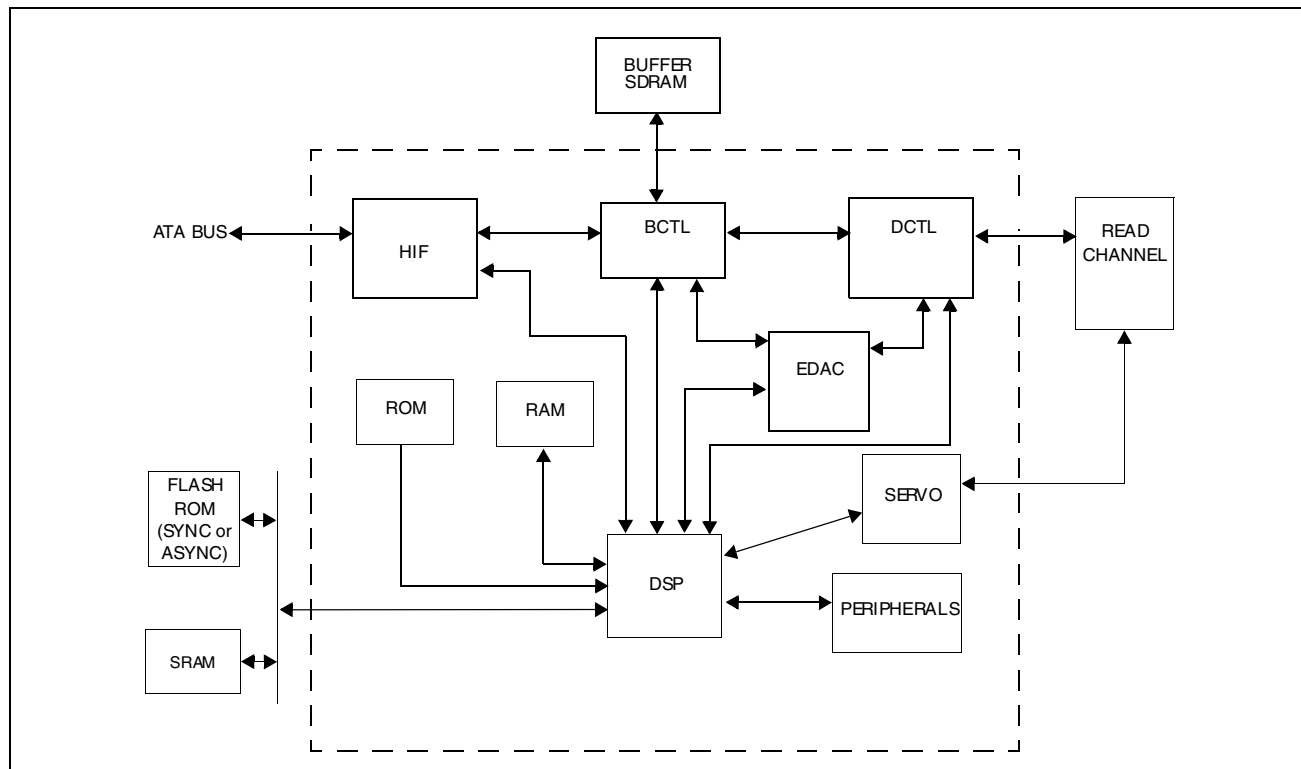 BUFFER
SDRAM
ATA BUS
HIF
BCTL
DCTL
READ
CHANNEL
EDAC
ROM
RAM
FLASH
ROM
(SYNC or
ASYNC)
SERVO
DSP
PERIPHERALS
SRAM